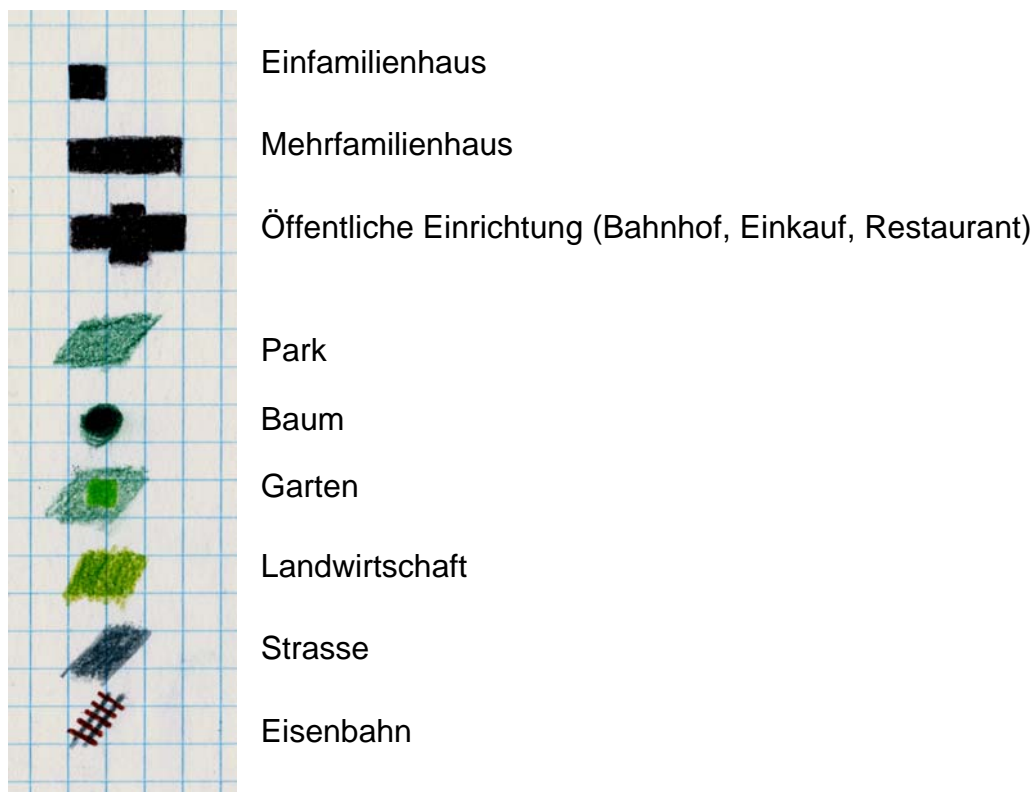 Einfamilienhaus
Mehrfamilienhaus
Öffentliche Einrichtung (Bahnhof, Einkauf, Restaurant)
Park
Baum
Garten
Landwirtschaft
Strasse
Eisenbahn